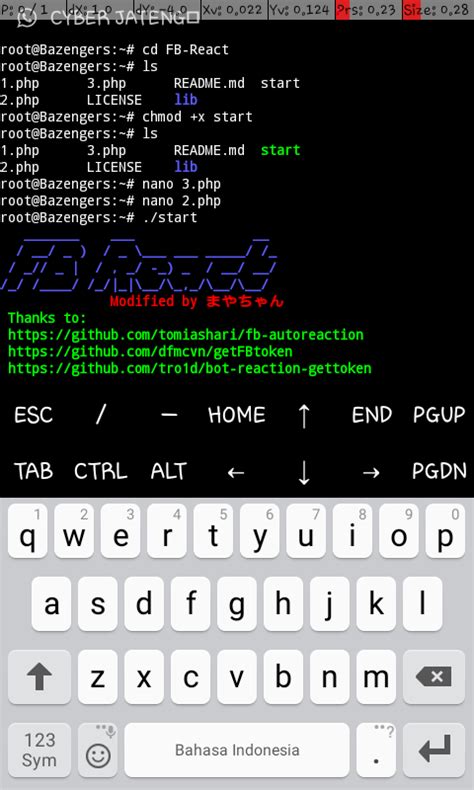 P: 0 / 1 dX: 1.0 dY: -4.0 Xv: 0.022 Yv: 0.124 Prs: 0.23 Size: 0.28
CYBER JATENG
root@Bazengers:~# cd FB-React
root@Bazengers:~# ls
1.php 3.php README.md start
2.php LICENSE lib
root@Bazengers:~# chmod +x start
root@Bazengers:~# ls
1.php 3.php README.md start
2.php LICENSE lib
root@Bazengers:~# nano 3.php
root@Bazengers:~# nano 2.php
root@Bazengers:~# ./start
FB React
Modified by まやちゃん
Thanks to:
https://github.com/tomiashari/fb-autoreaction
https://github.com/dfmcvn/getFBtoken
https://github.com/tro1d/bot-reaction-gettoken
ESC / — HOME ↑ END PGUP
TAB CTRL ALT ← ↓ → PGDN
1 2 3 4 5 6 7 8 9 0
q w e r t y u i o p
a s d f g h j k l
z x c v b n m
123 Sym Bahasa Indonesia . ?